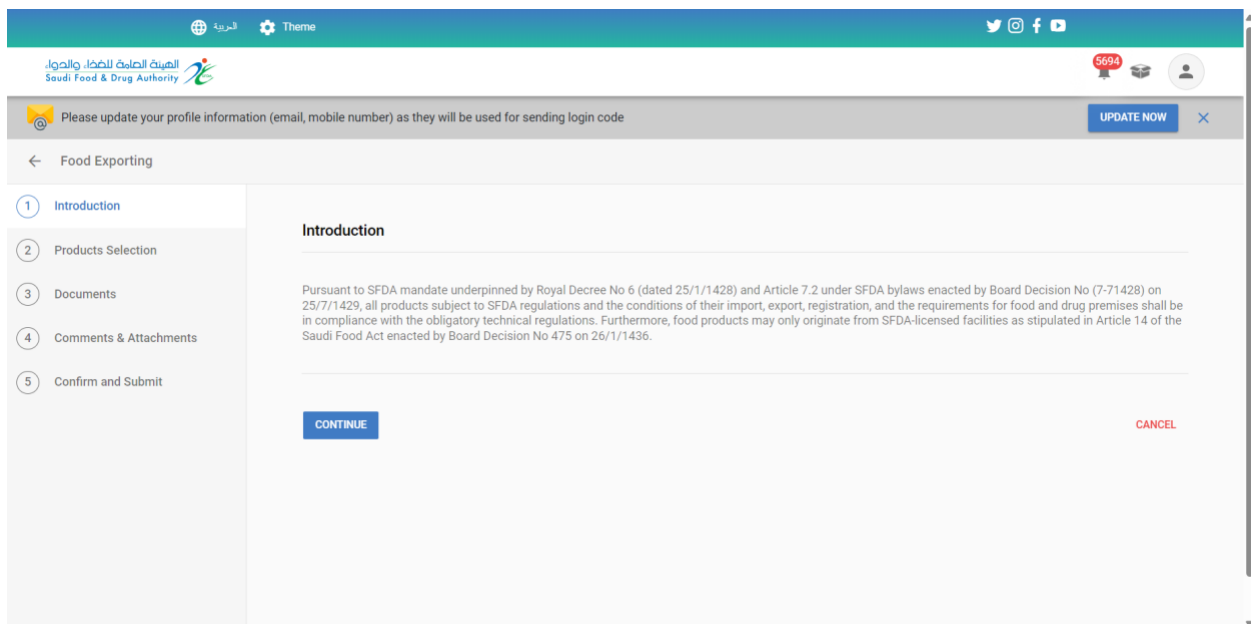 العربية
Theme
الهيئة العامة للغذاء والدواء
Saudi Food & Drug Authority
5694
Please update your profile information (email, mobile number) as they will be used for sending login code
UPDATE NOW
Food Exporting
1 Introduction
2 Products Selection
3 Documents
4 Comments & Attachments
5 Confirm and Submit
Introduction
Pursuant to SFDA mandate underpinned by Royal Decree No 6 (dated 25/1/1428) and Article 7.2 under SFDA bylaws enacted by Board Decision No (7-71428) on
25/7/1429, all products subject to SFDA regulations and the conditions of their import, export, registration, and the requirements for food and drug premises shall be
in compliance with the obligatory technical regulations. Furthermore, food products may only originate from SFDA-licensed facilities as stipulated in Article 14 of the
Saudi Food Act enacted by Board Decision No 475 on 26/1/1436.
CONTINUE
CANCEL